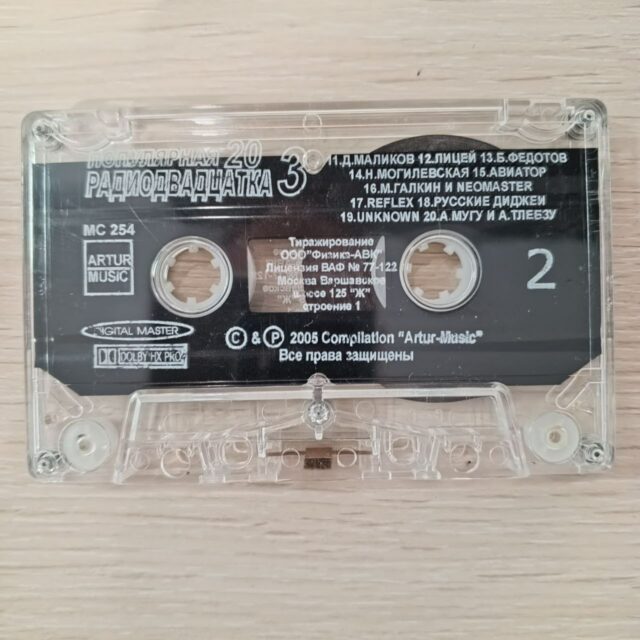 ПОПУЛЯРНАЯ 20
РАДИОДВАДЦАТКА 3
11.Д.МАЛИКОВ 12.ЛИЦЕЙ 13.Б.ФЕДОТОВ
14.Н.МОГИЛЕВСКАЯ 15.АВИАТОР
16.М.ГАЛКИН И NEOMASTER
17.REFLEX 18.РУССКИЕ ДИДЖЕИ
19.UNKNOWN 20.А.МУГУ И А.ТЛЕБЗУ
МС 254
ARTUR
MUSIC
Тиражирование
ООО"Физика-АВК"
Лицензия ВАФ № 77-122
Москва Варшавское
шоссе 125 "Ж"
строение 1
2
DIGITAL MASTER
DOLBY HX PRO
© & ℗ 2005 Compilation "Artur-Music"
Все права защищены